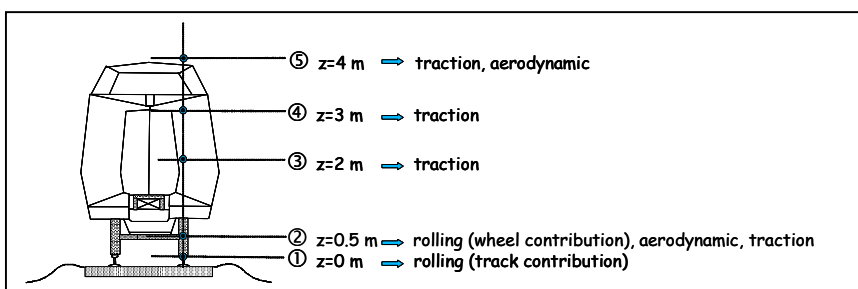 ⑤ z=4 m ⇨ traction, aerodynamic
④ z=3 m ⇨ traction
③ z=2 m ⇨ traction
② z=0.5 m ⇨ rolling (wheel contribution), aerodynamic, traction
① z=0 m ⇨ rolling (track contribution)